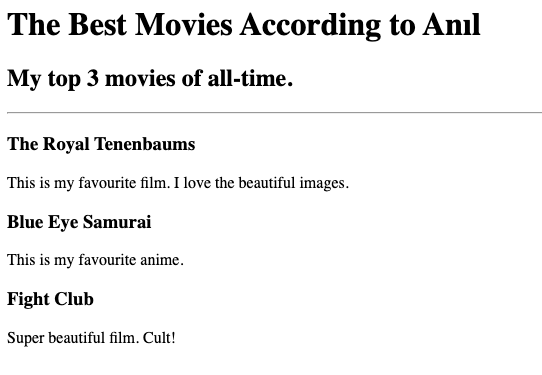 The Best Movies According to Anıl
My top 3 movies of all-time.
The Royal Tenenbaums
This is my favourite film. I love the beautiful images.
Blue Eye Samurai
This is my favourite anime.
Fight Club
Super beautiful film. Cult!